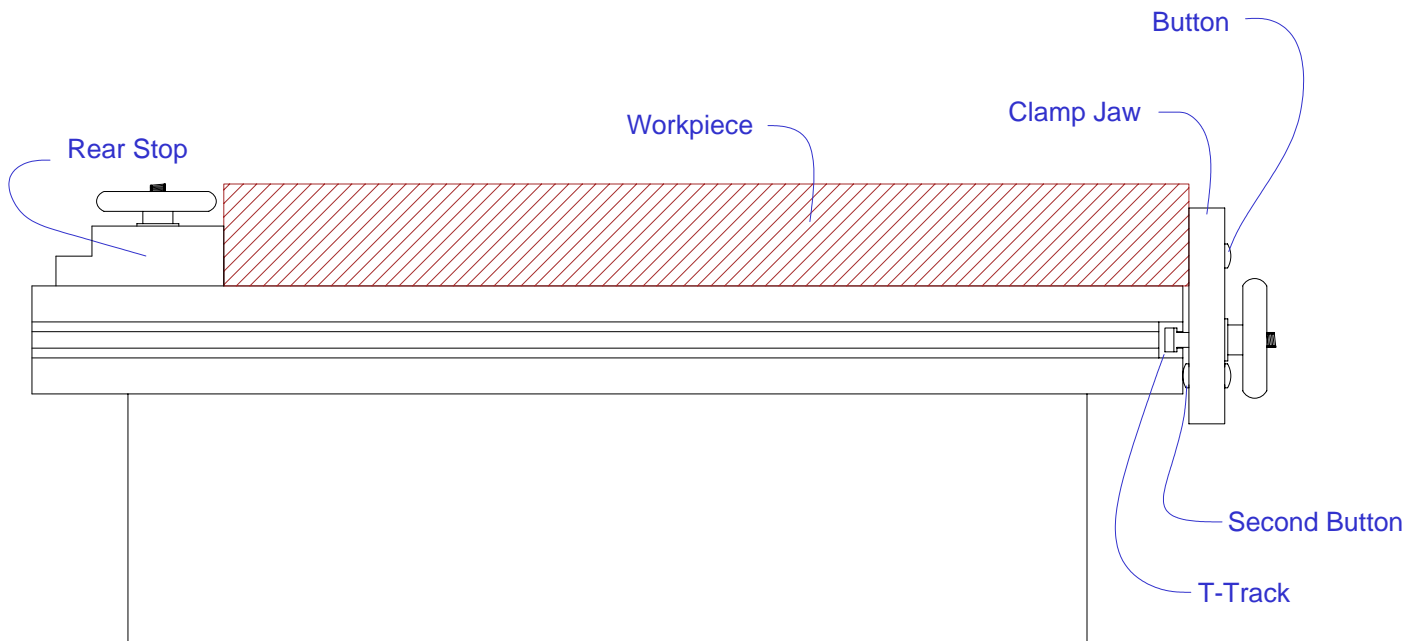 Button
Clamp Jaw
Workpiece
Rear Stop
Second Button
T-Track